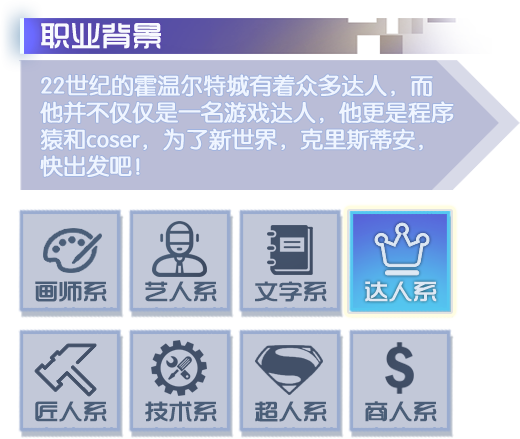 职业背景
22世纪的霍温尔特城有着众多达人，而
他并不仅仅是一名游戏达人，他更是程序
猿和coser，为了新世界，克里斯蒂安，
快出发吧！
画师系 艺人系 文字系 达人系
匠人系 技术系 超人系 商人系